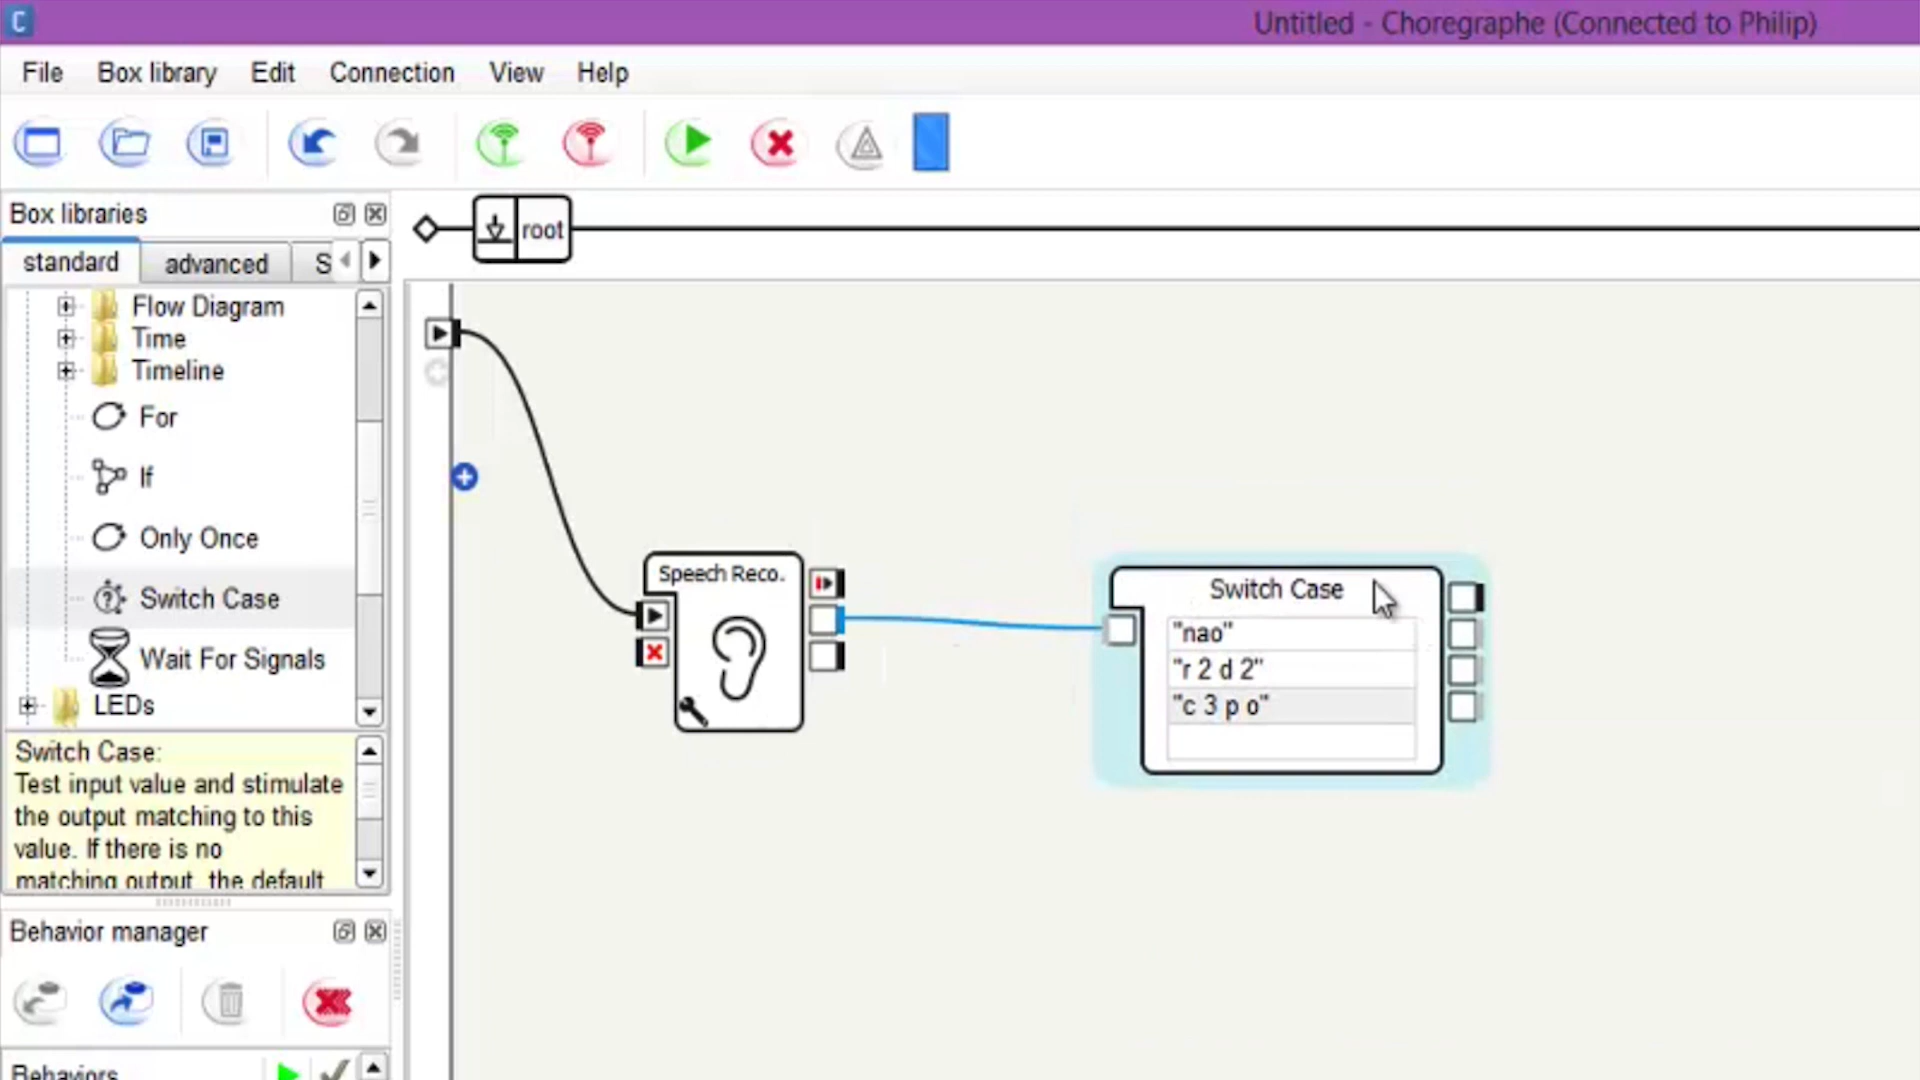 C
Untitled - Choregraphe (Connected to Philip)
File Box library Edit Connection View Help
Box libraries
standard advanced S
root
Flow Diagram
Time
Timeline
For
If
Only Once
Switch Case
Wait For Signals
LEDs
Speech Reco.
Switch Case
"nao"
"r 2 d 2"
"c 3 p o"
Switch Case:
Test input value and stimulate
the output matching to this
value. If there is no
matching output, the default
Behavior manager
Behaviors